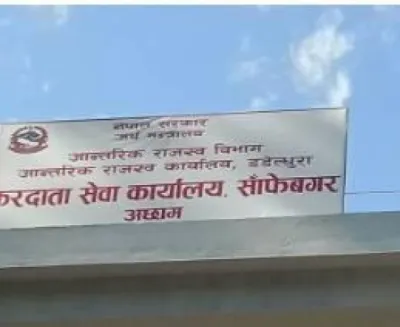 नेपाल सरकार
अर्थ मन्त्रालय
आन्तरिक राजस्व विभाग
आन्तरिक राजस्व कार्यालय, डडेल्धुरा
करदाता सेवा कार्यालय, साँफेबगर
अछाम